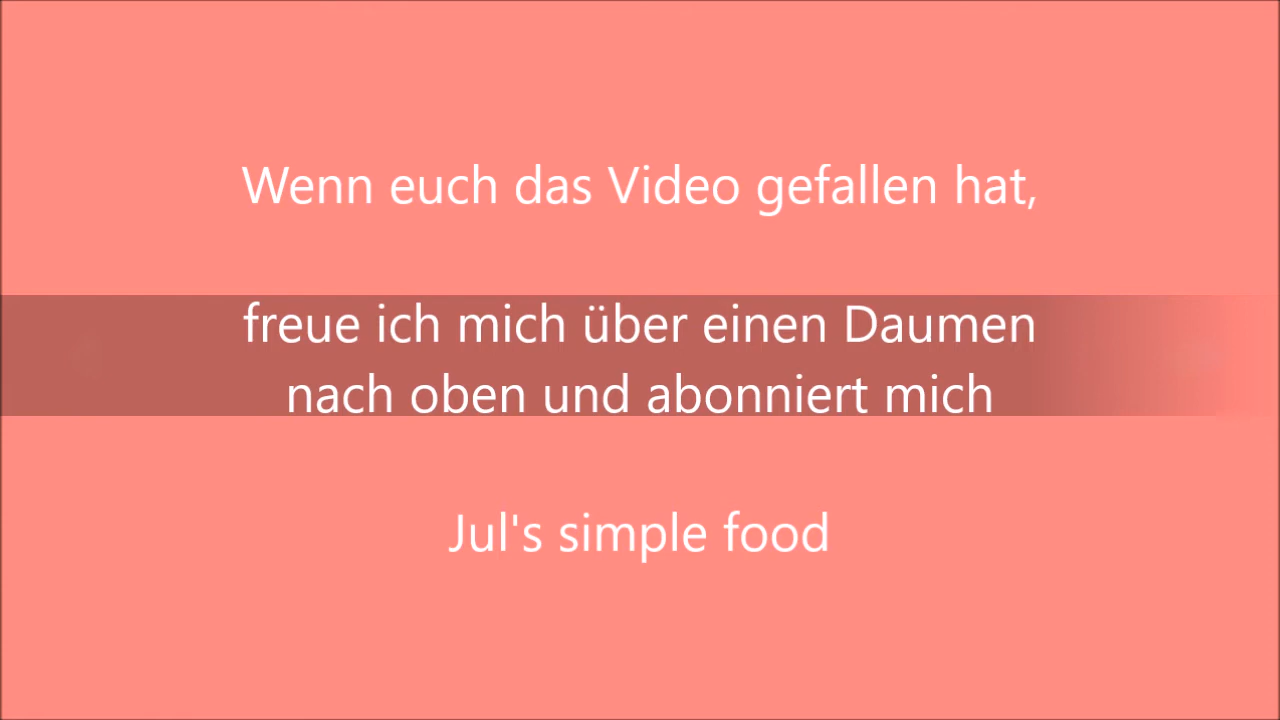 Wenn euch das Video gefallen hat,
freue ich mich über einen Daumen
nach oben und abonniert mich
Jul's simple food